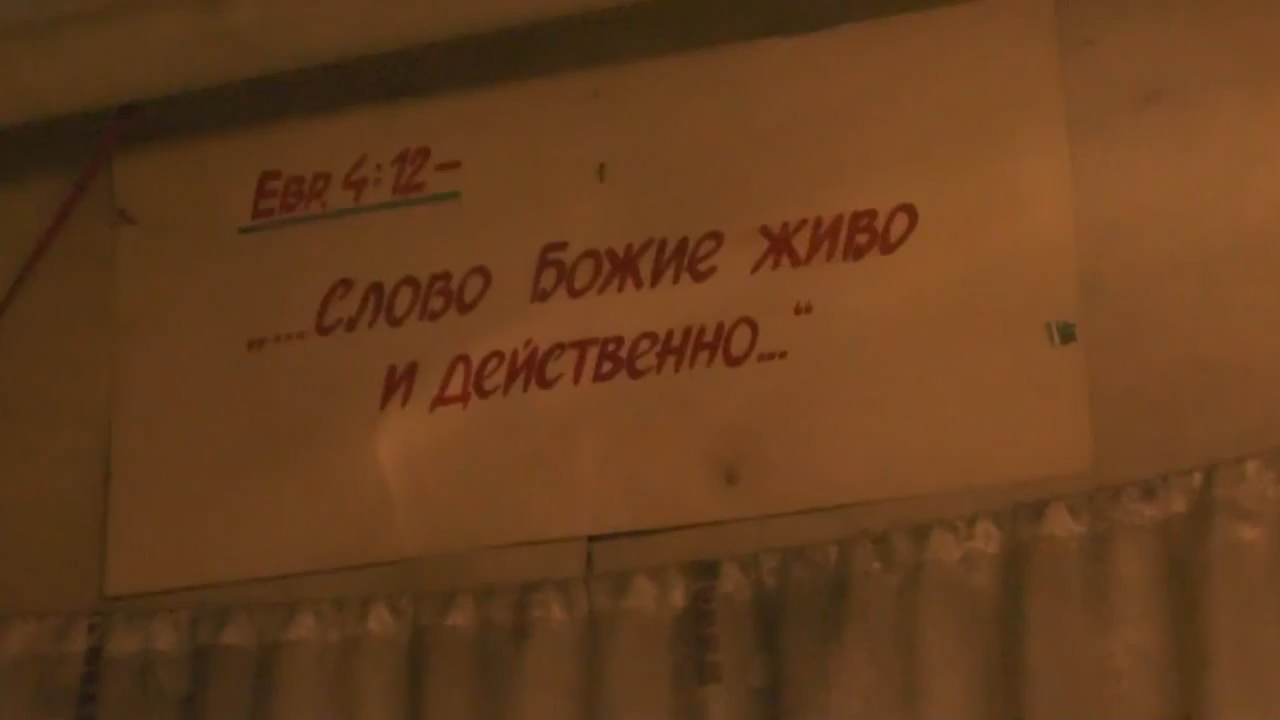 Евр. 4:12–
„...Слово Божие живо
и действенно...“